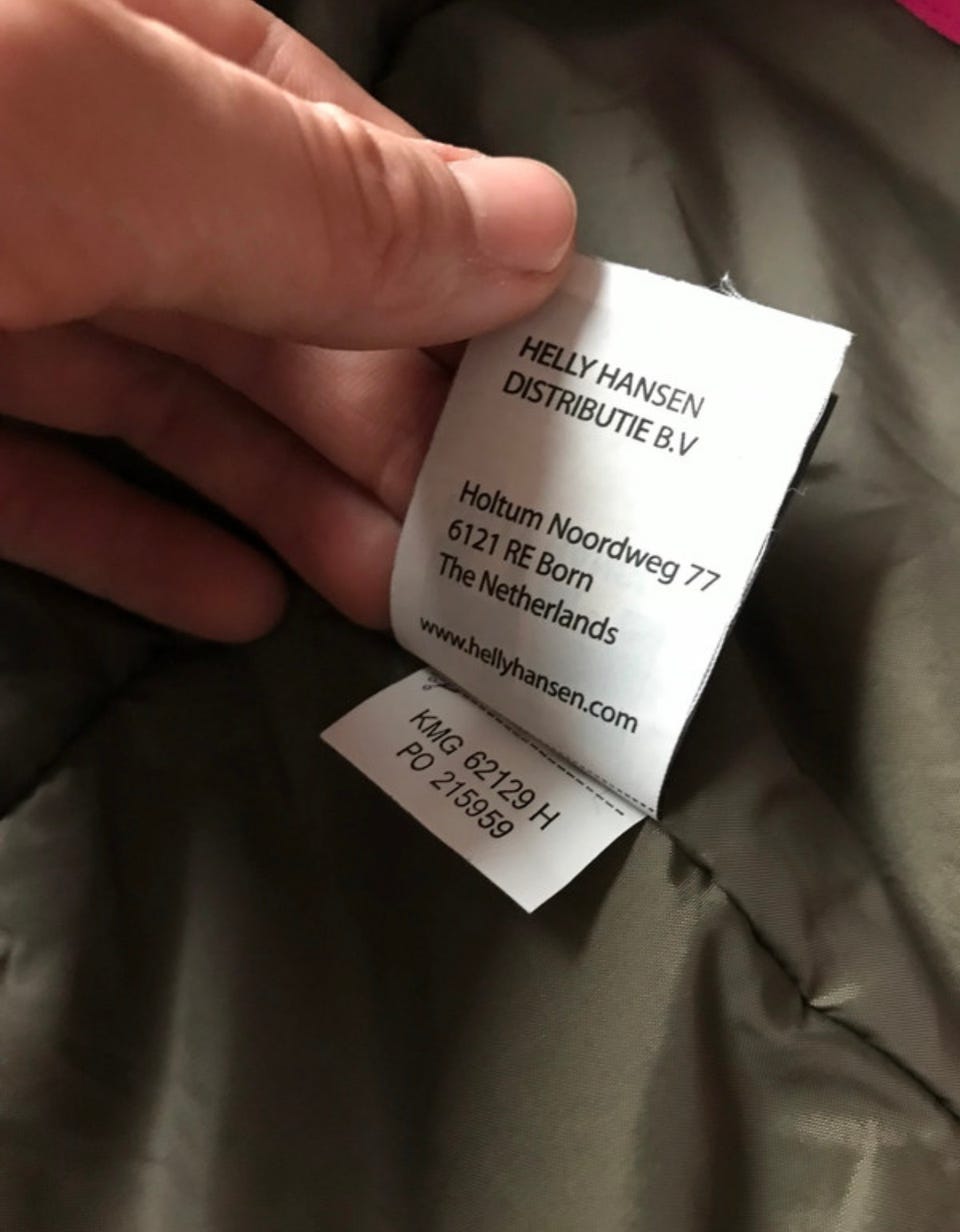 HELLY HANSEN
DISTRIBUTIE B.V
Holtum Noordweg 77
6121 RE Born
The Netherlands
www.hellyhansen.com
KMG 62129 H
PO 215959